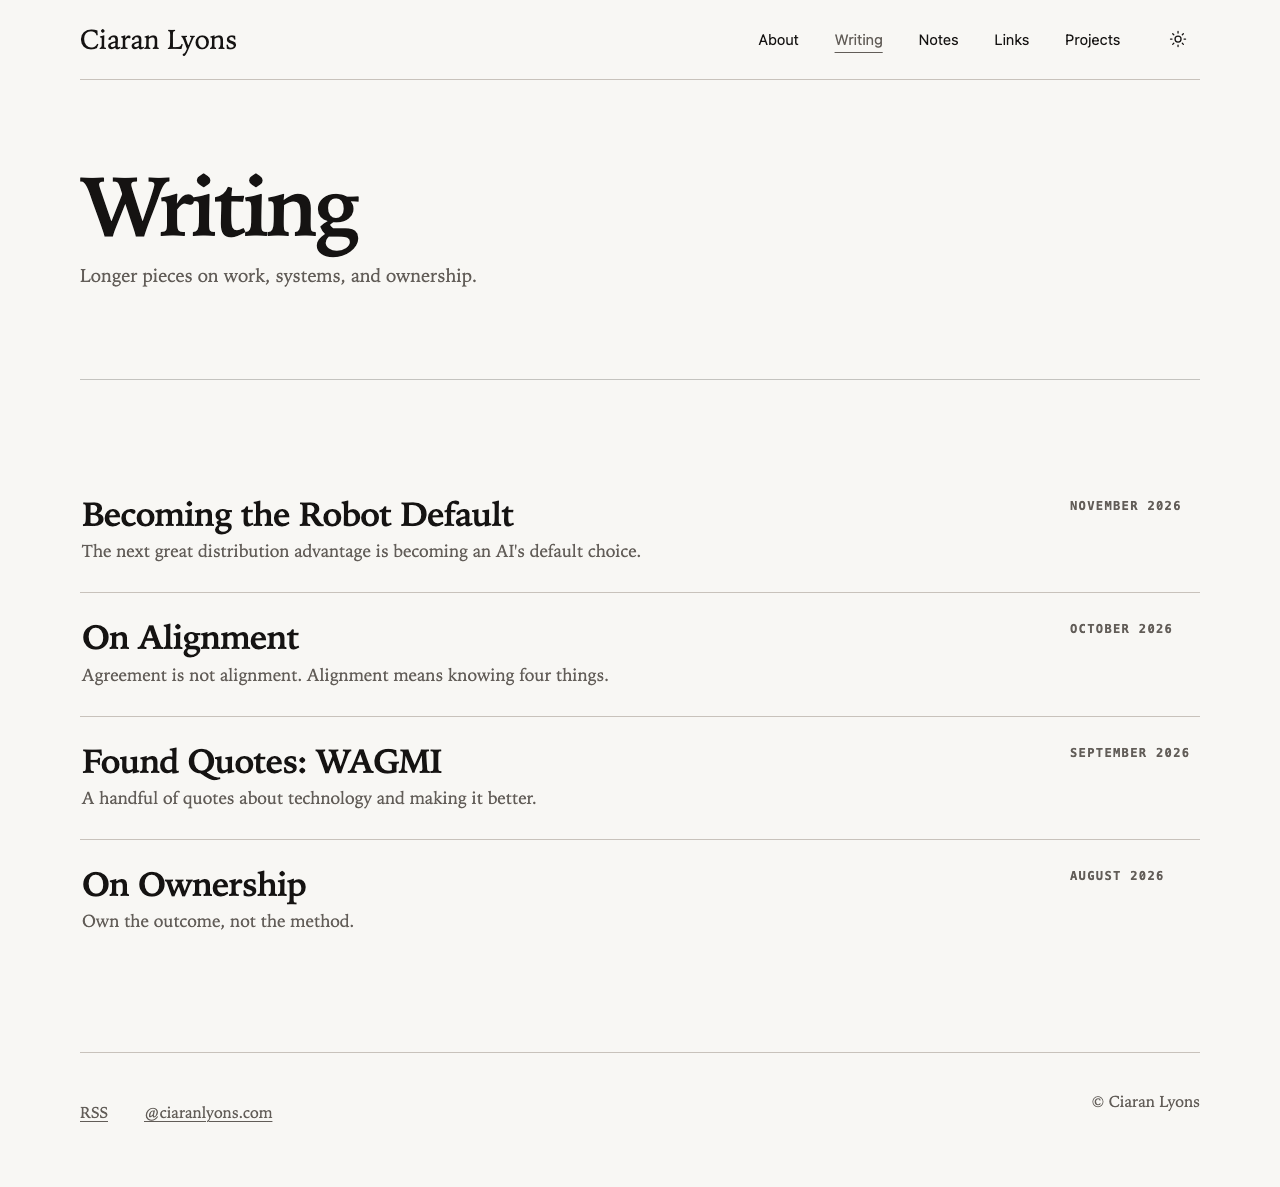 Ciaran Lyons
About Writing Notes Links Projects
Writing
Longer pieces on work, systems, and ownership.
Becoming the Robot Default
NOVEMBER 2026
The next great distribution advantage is becoming an AI's default choice.
On Alignment
OCTOBER 2026
Agreement is not alignment. Alignment means knowing four things.
Found Quotes: WAGMI
SEPTEMBER 2026
A handful of quotes about technology and making it better.
On Ownership
AUGUST 2026
Own the outcome, not the method.
RSS @ciaranlyons.com
© Ciaran Lyons